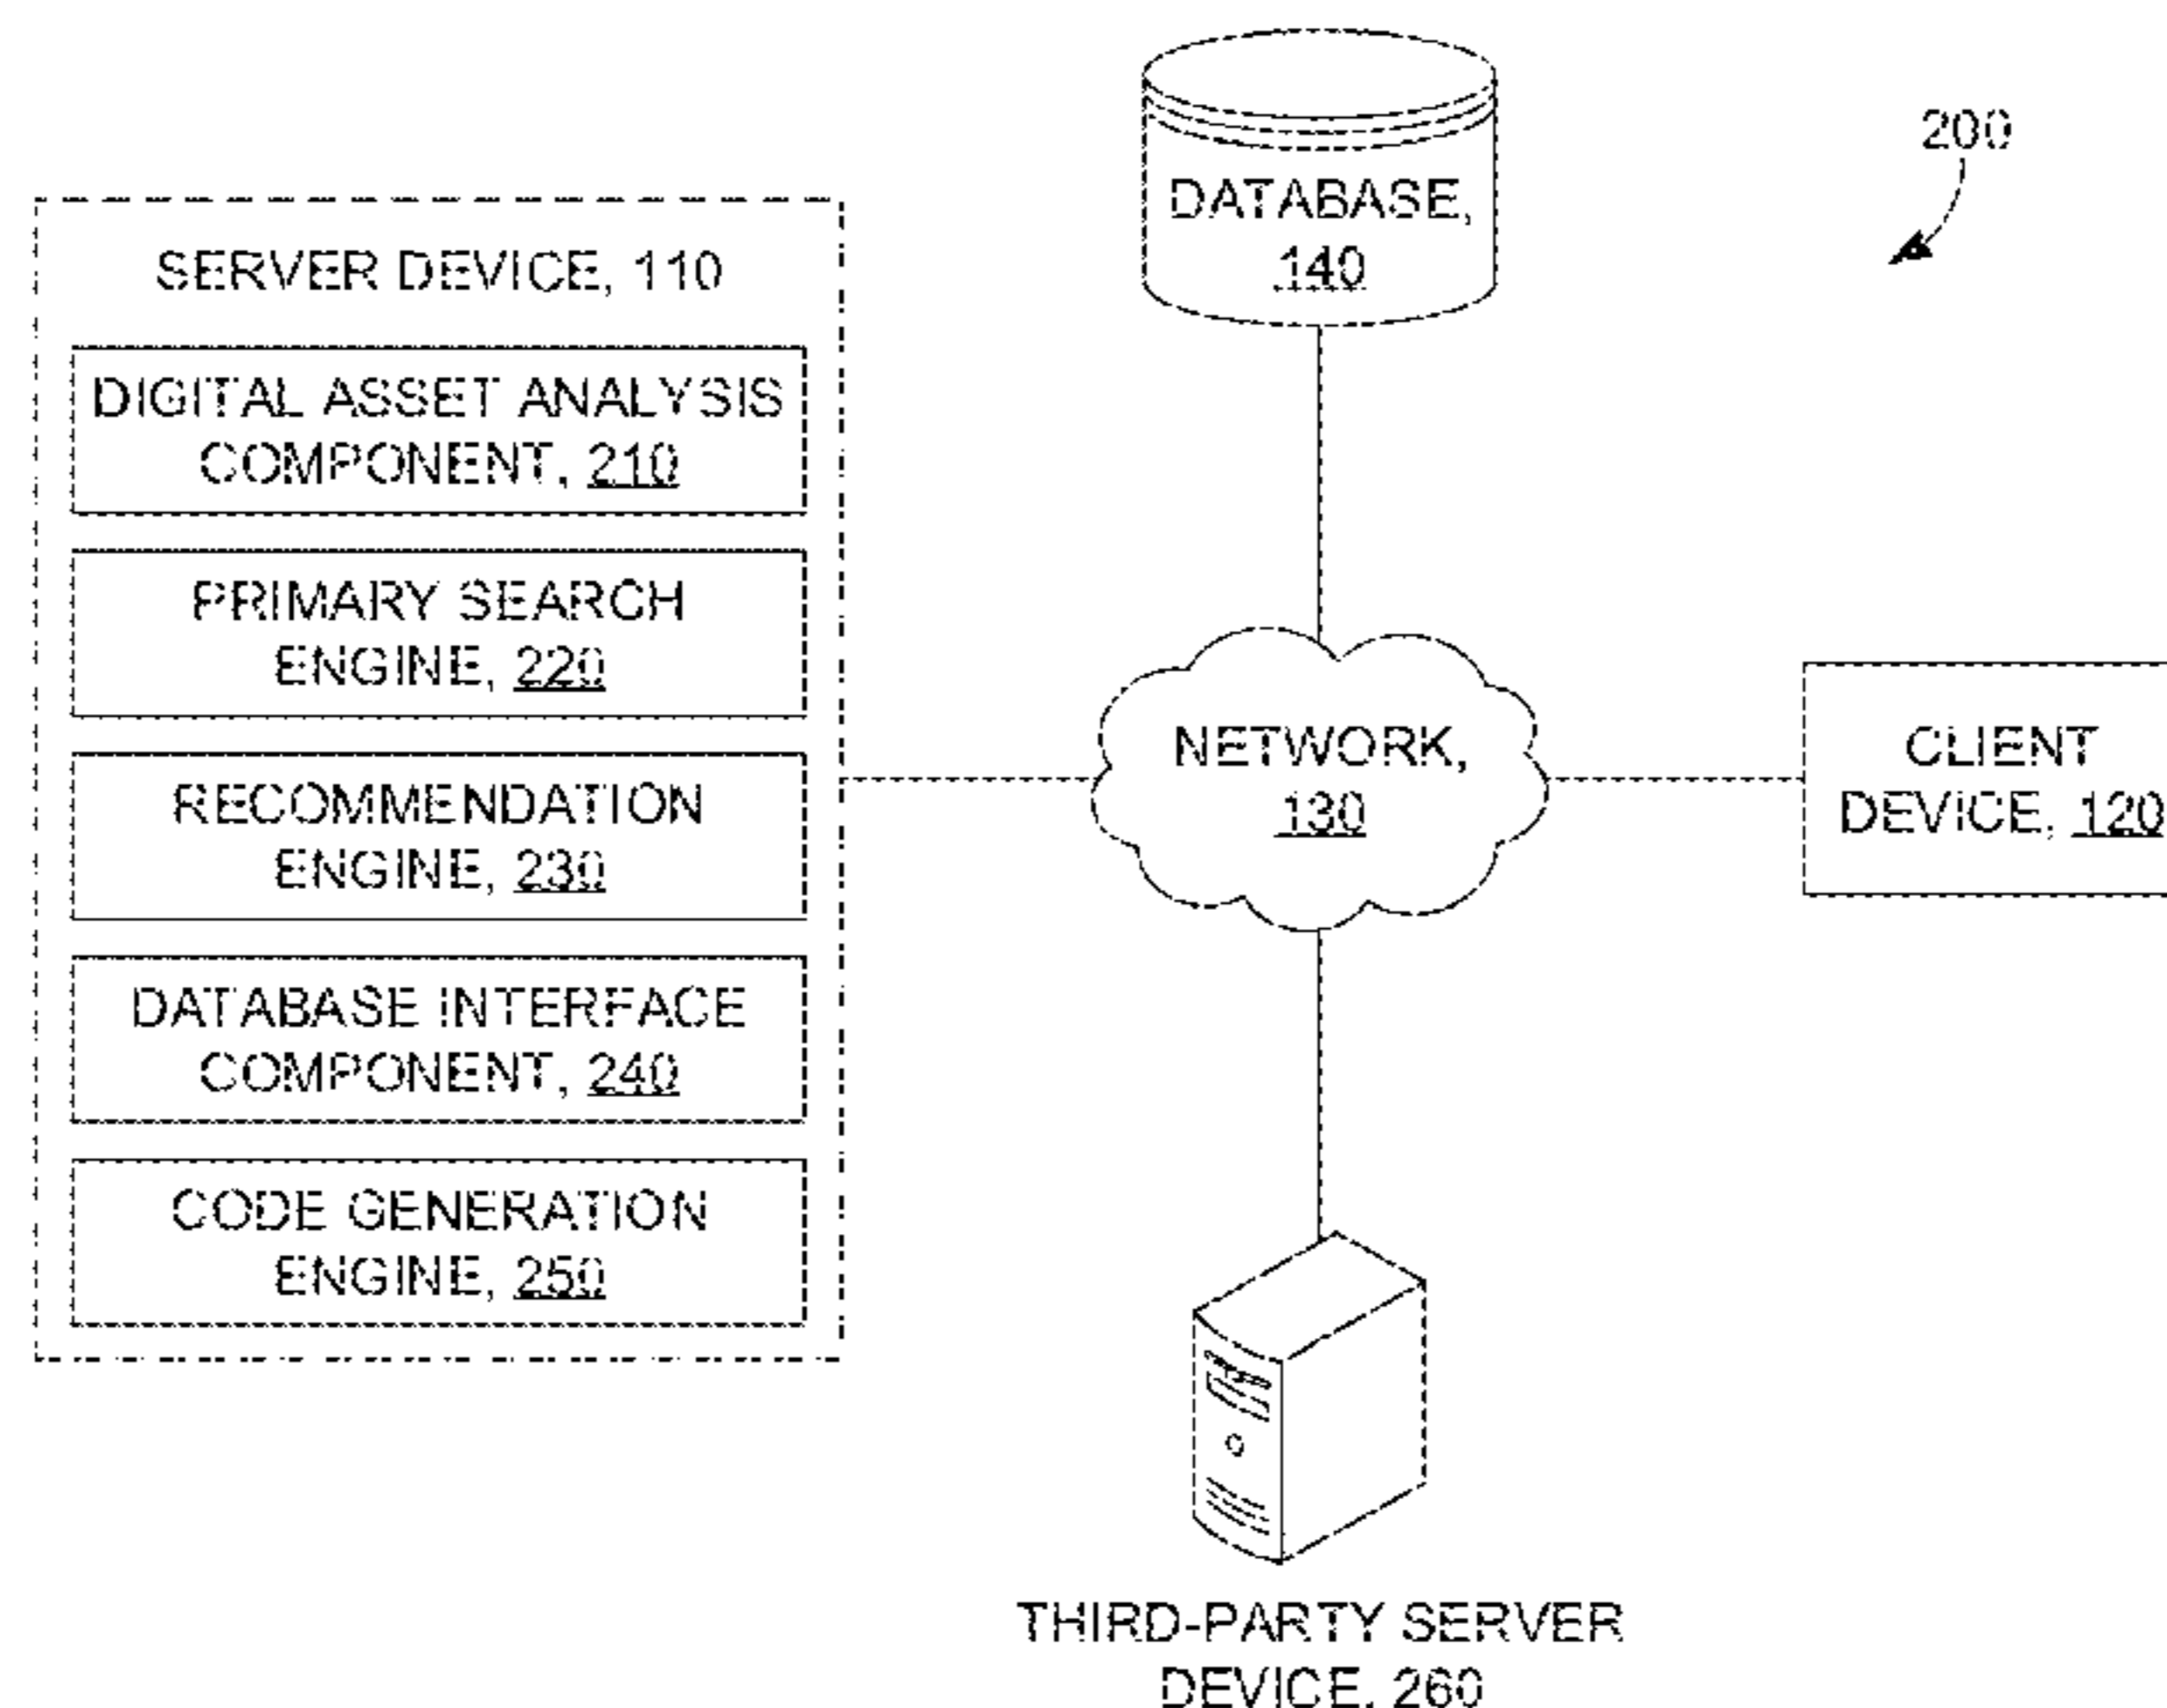 200
DATABASE,
140
SERVER DEVICE, 110
DIGITAL ASSET ANALYSIS
COMPONENT, 210
PRIMARY SEARCH
ENGINE, 220
RECOMMENDATION
ENGINE, 230
DATABASE INTERFACE
COMPONENT, 240
CODE GENERATION
ENGINE, 250
NETWORK,
130
CLIENT
DEVICE, 120
THIRD-PARTY SERVER
DEVICE, 260